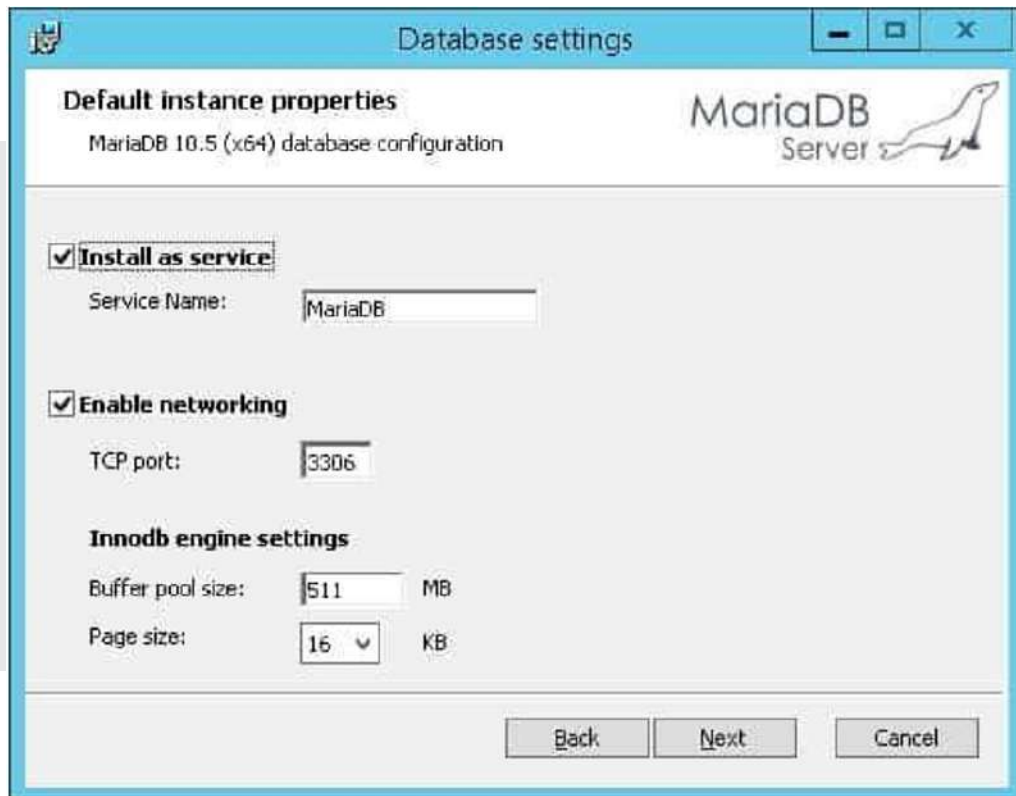 Database settings
Default instance properties
MariaDB 10.5 (x64) database configuration
MariaDB
Server
Install as service
Service Name: MariaDB
Enable networking
TCP port: 3306
Innodb engine settings
Buffer pool size: 511 MB
Page size: 16 KB
Back Next Cancel